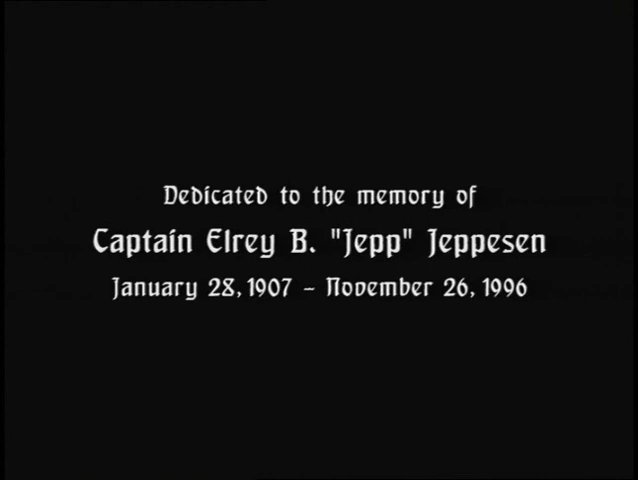 Dedicated to the memory of
Captain Elrey B. "Jepp" Jeppesen
January 28, 1907 – November 26, 1996